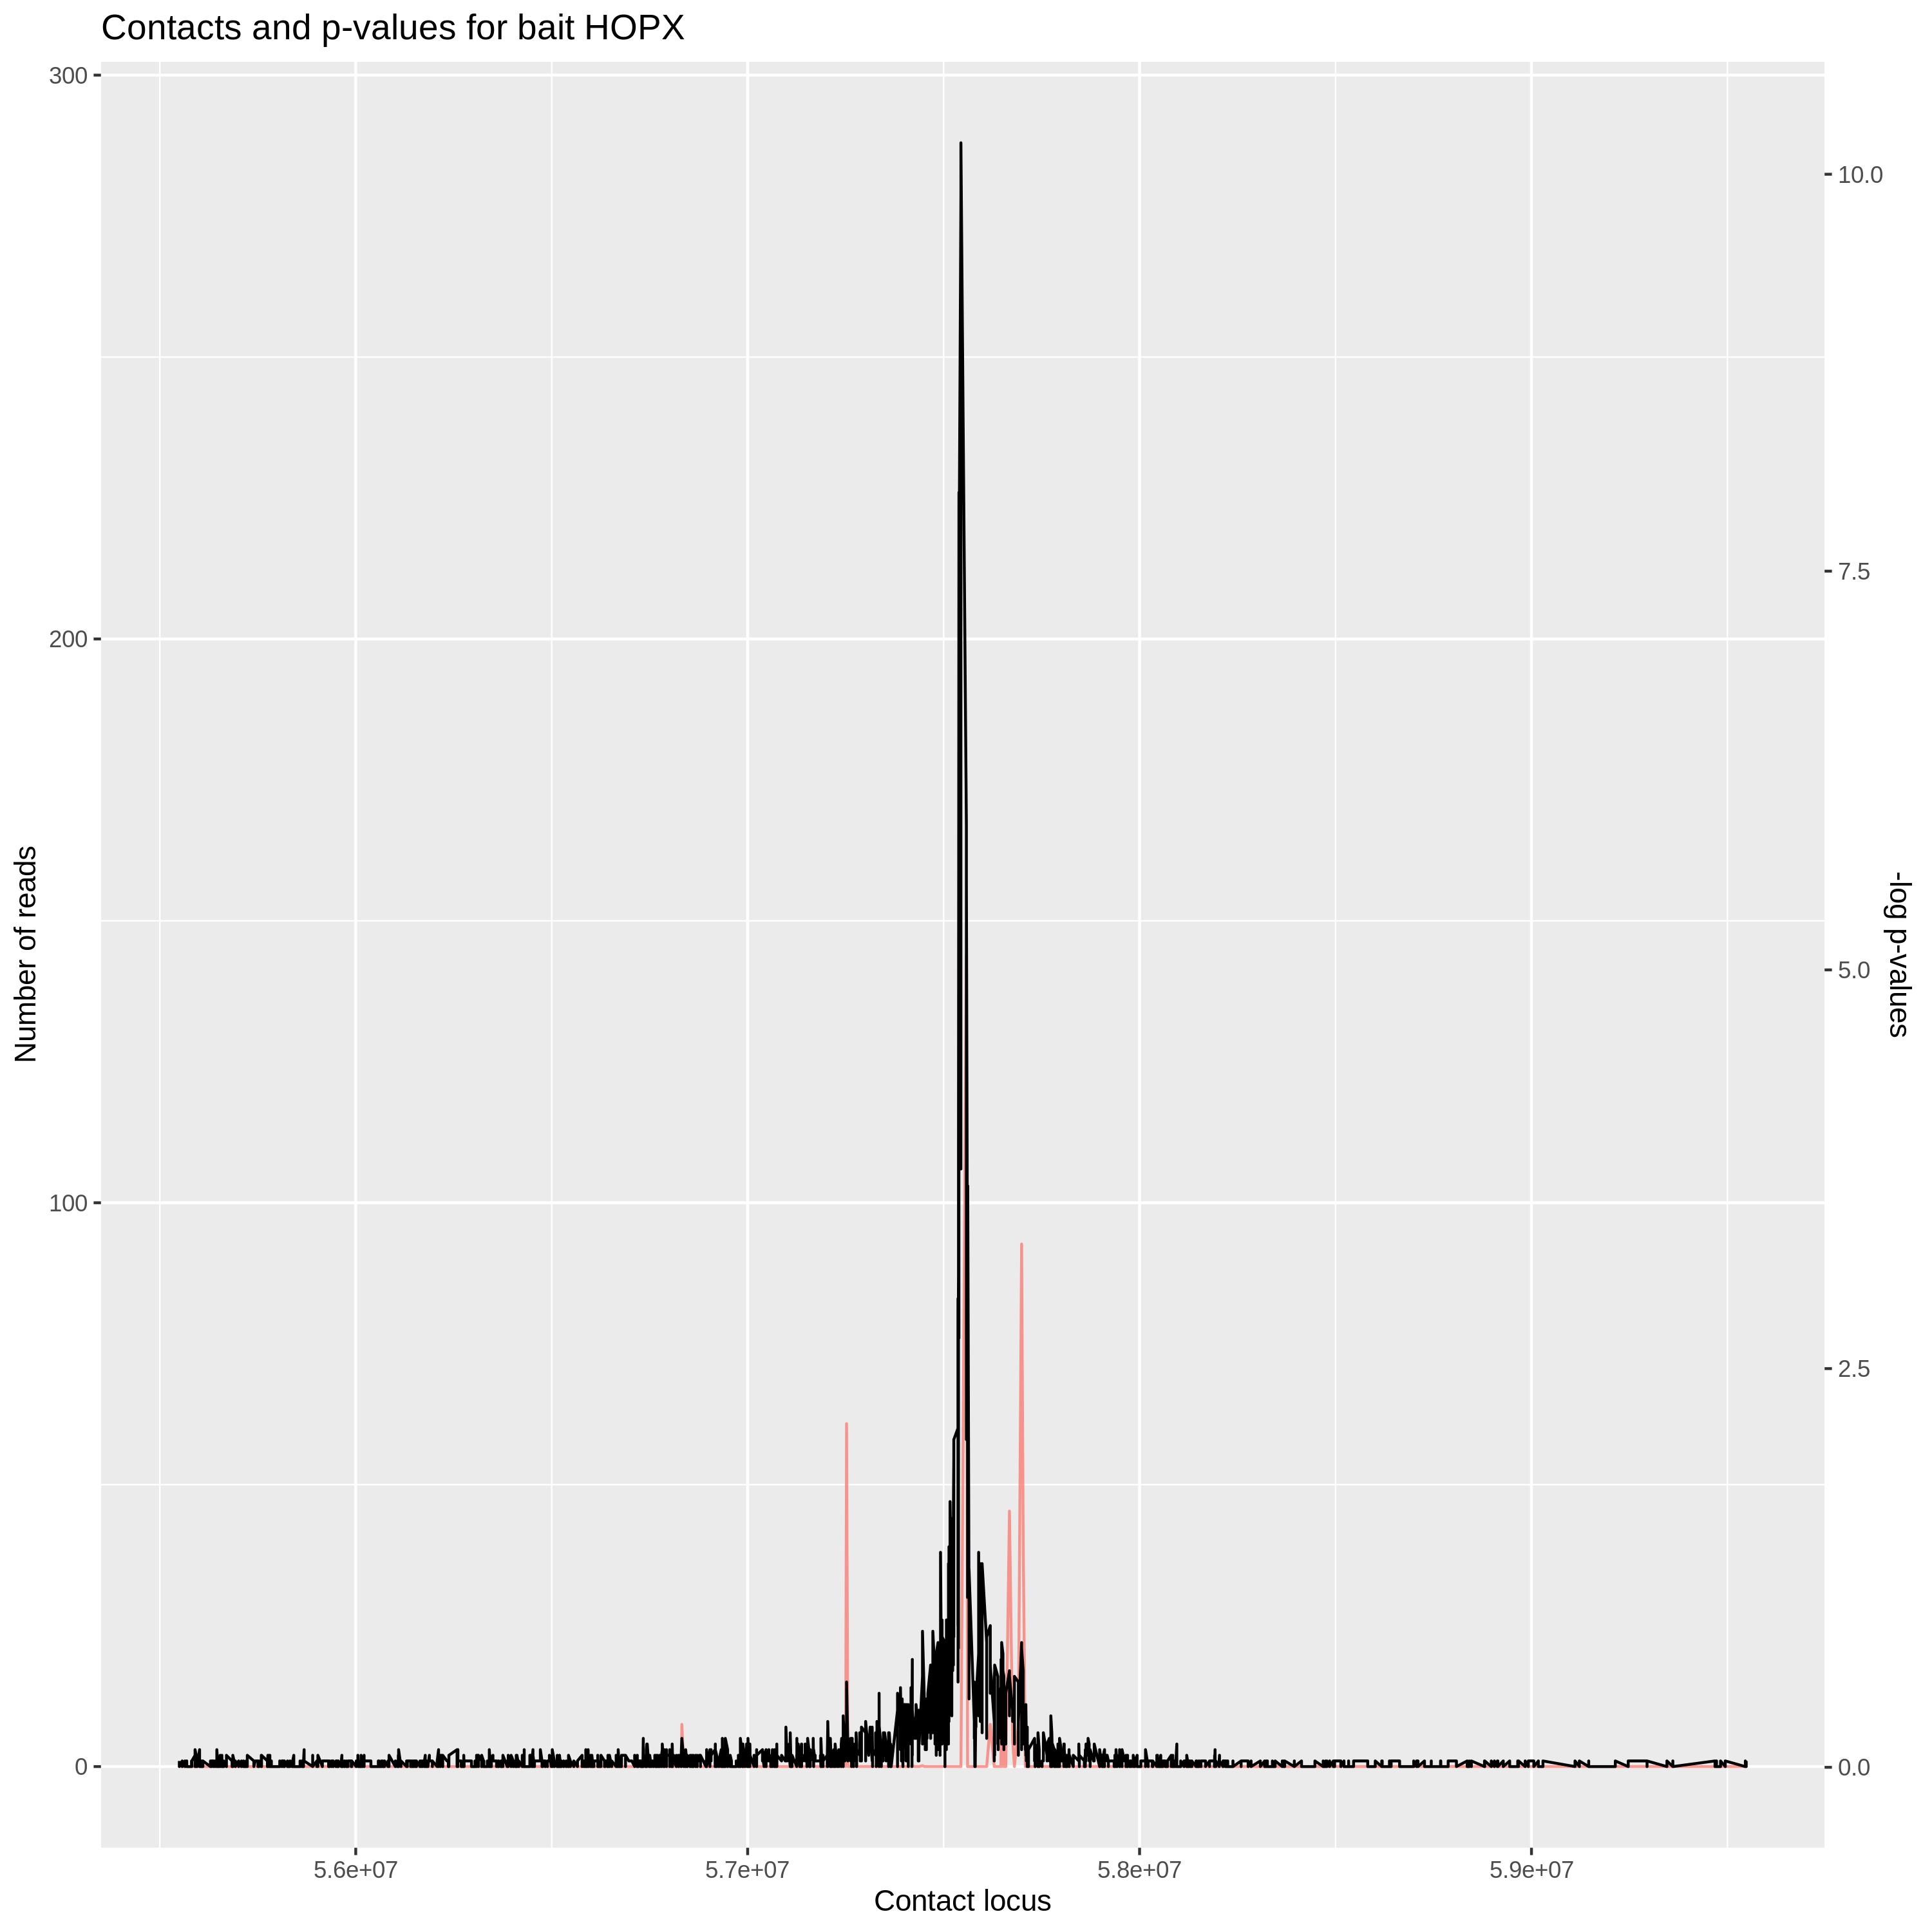 Contacts and p-values for bait HOPX
300
200
100
0
Number of reads
10.0
7.5
5.0
2.5
0.0
-log p-values
5.6e+07
5.7e+07
5.8e+07
5.9e+07
Contact locus